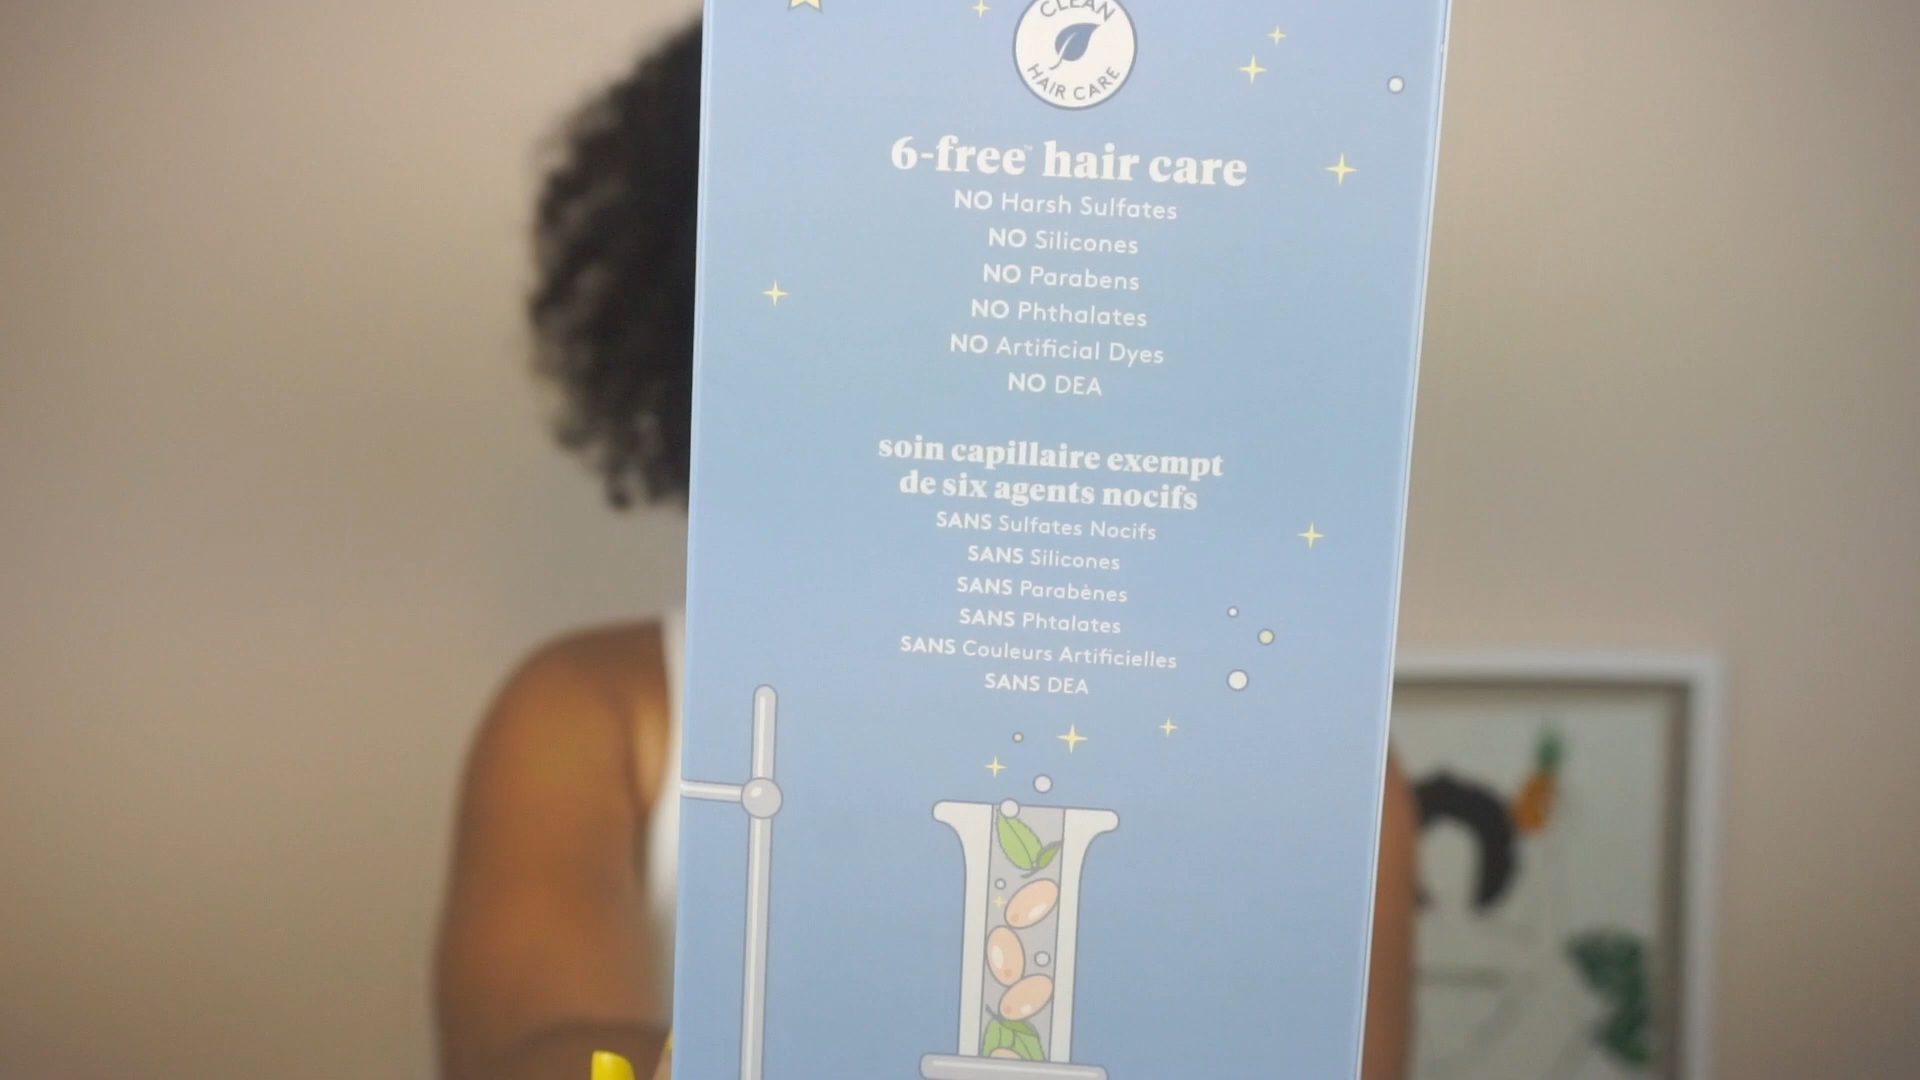 CLEAN
HAIR CARE
6-free™ hair care
NO Harsh Sulfates
NO Silicones
NO Parabens
NO Phthalates
NO Artificial Dyes
NO DEA
soin capillaire exempt
de six agents nocifs
SANS Sulfates Nocifs
SANS Silicones
SANS Parabènes
SANS Phtalates
SANS Couleurs Artificielles
SANS DEA